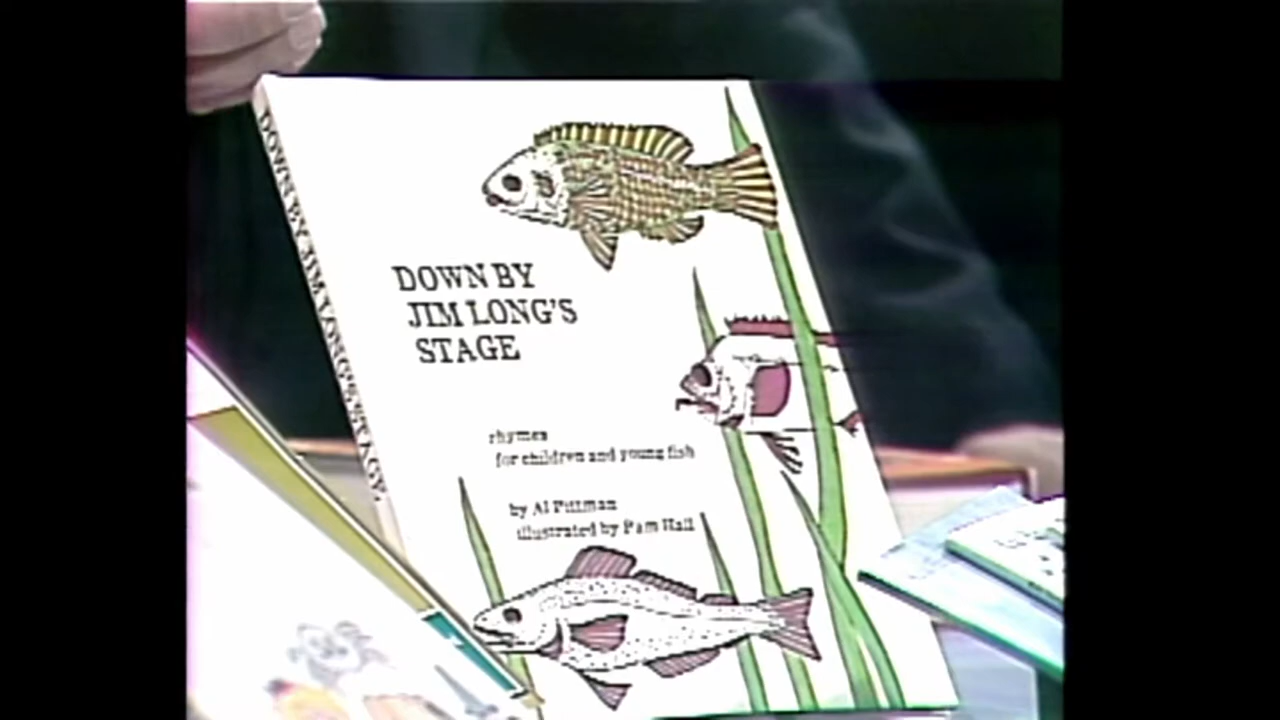 DOWN BY JIM LONG'S STAGE
DOWN BY
JIM LONG'S
STAGE
rhymes
for children and young fish
by Al Pittman
illustrated by Pam Hall